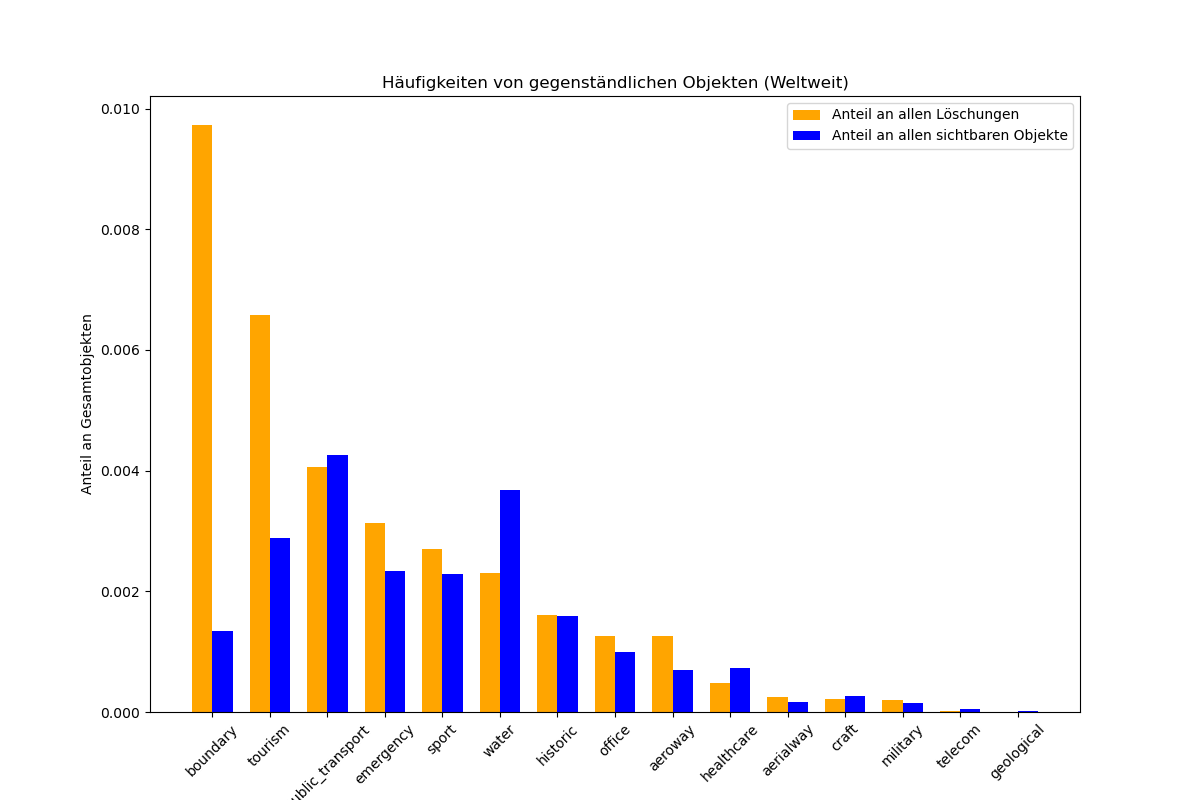 Häufigkeiten von gegenständlichen Objekten (Weltweit)
Anteil an allen Löschungen
Anteil an allen sichtbaren Objekte
Anteil an Gesamtobjekten
0.010
0.008
0.006
0.004
0.002
0.000
boundary
tourism
ublic_transport
emergency
sport
water
historic
office
aeroway
healthcare
aerialway
craft
military
telecom
geological